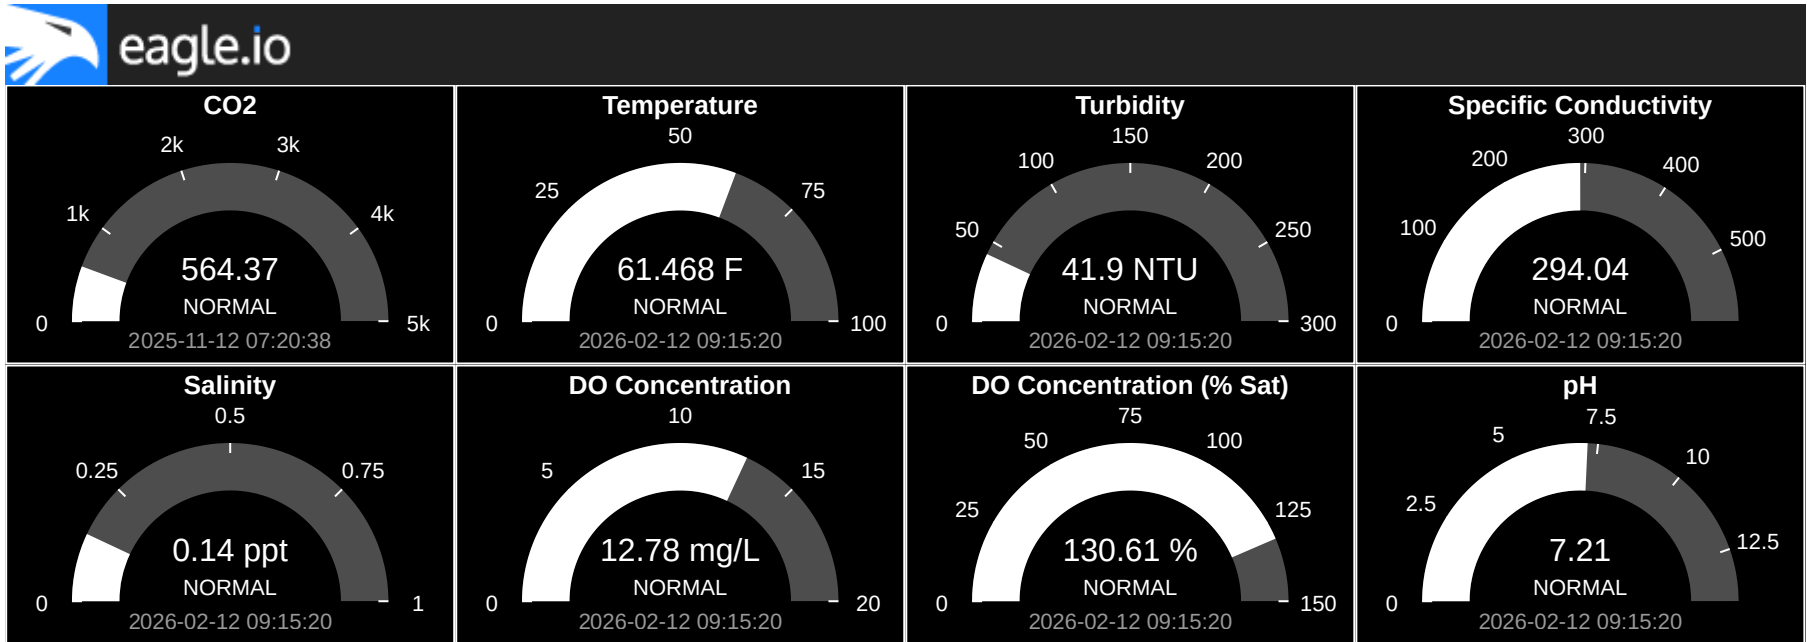 eagle.io
CO2
0
1k
2k
3k
4k
5k
564.37
NORMAL
2025-11-12 07:20:38
Temperature
0
25
50
75
100
61.468 F
NORMAL
2026-02-12 09:15:20
Turbidity
0
50
100
150
200
250
300
41.9 NTU
NORMAL
2026-02-12 09:15:20
Specific Conductivity
0
100
200
300
400
500
294.04
NORMAL
2026-02-12 09:15:20
Salinity
0
0.25
0.5
0.75
1
0.14 ppt
NORMAL
2026-02-12 09:15:20
DO Concentration
0
5
10
15
20
12.78 mg/L
NORMAL
2026-02-12 09:15:20
DO Concentration (% Sat)
0
25
50
75
100
125
150
130.61 %
NORMAL
2026-02-12 09:15:20
pH
0
2.5
5
7.5
10
12.5
7.21
NORMAL
2026-02-12 09:15:20